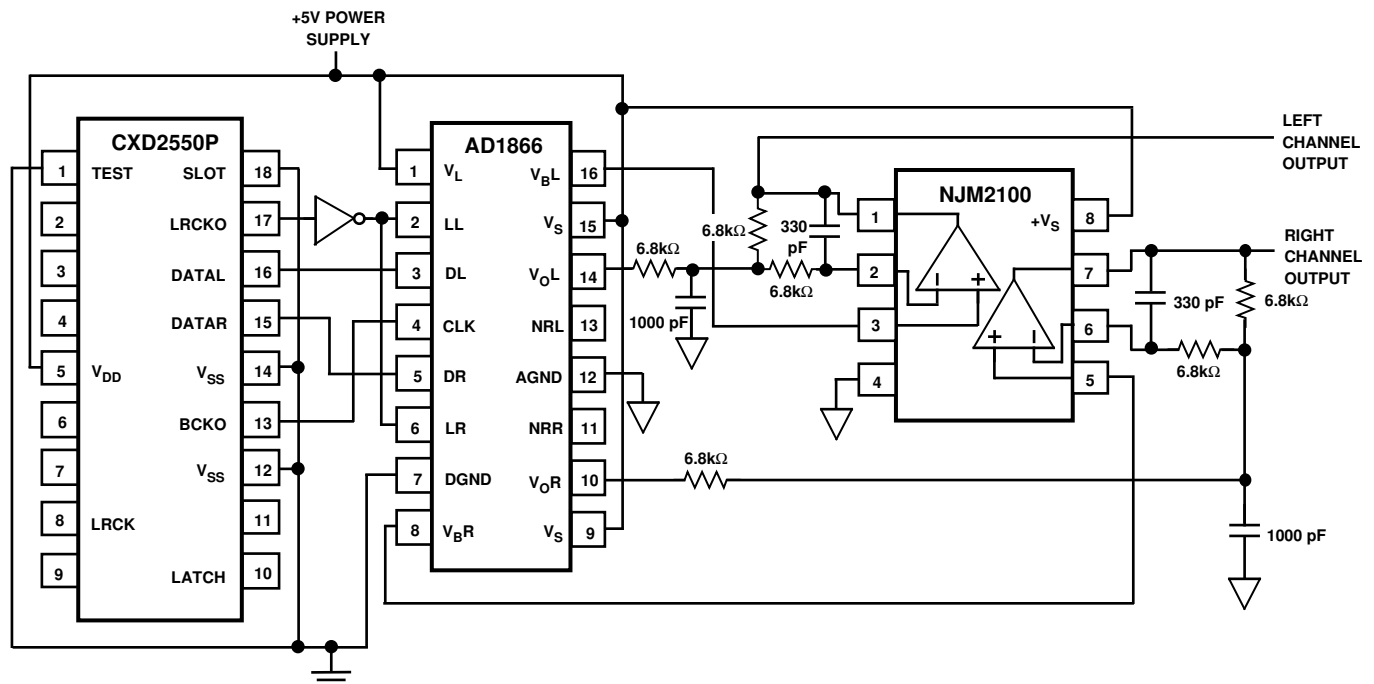 +5V POWER
SUPPLY
CXD2550P
1 TEST SLOT 18
2 LRCKO 17
3 DATAL 16
4 DATAR 15
5 VDD VSS 14
6 BCKO 13
7 VSS 12
8 LRCK 11
9 LATCH 10
AD1866
1 VL VBL 16
2 LL VS 15
3 DL VOL 14
4 CLK NRL 13
5 DR AGND 12
6 LR NRR 11
7 DGND VOR 10
8 VBR VS 9
6.8kΩ
1000 pF
6.8kΩ
330
pF
6.8kΩ
6.8kΩ
NJM2100
1 +VS 8
2 7
3 6
4 5
– +
+ –
LEFT
CHANNEL
OUTPUT
RIGHT
CHANNEL
OUTPUT
330 pF
6.8kΩ
6.8kΩ
1000 pF